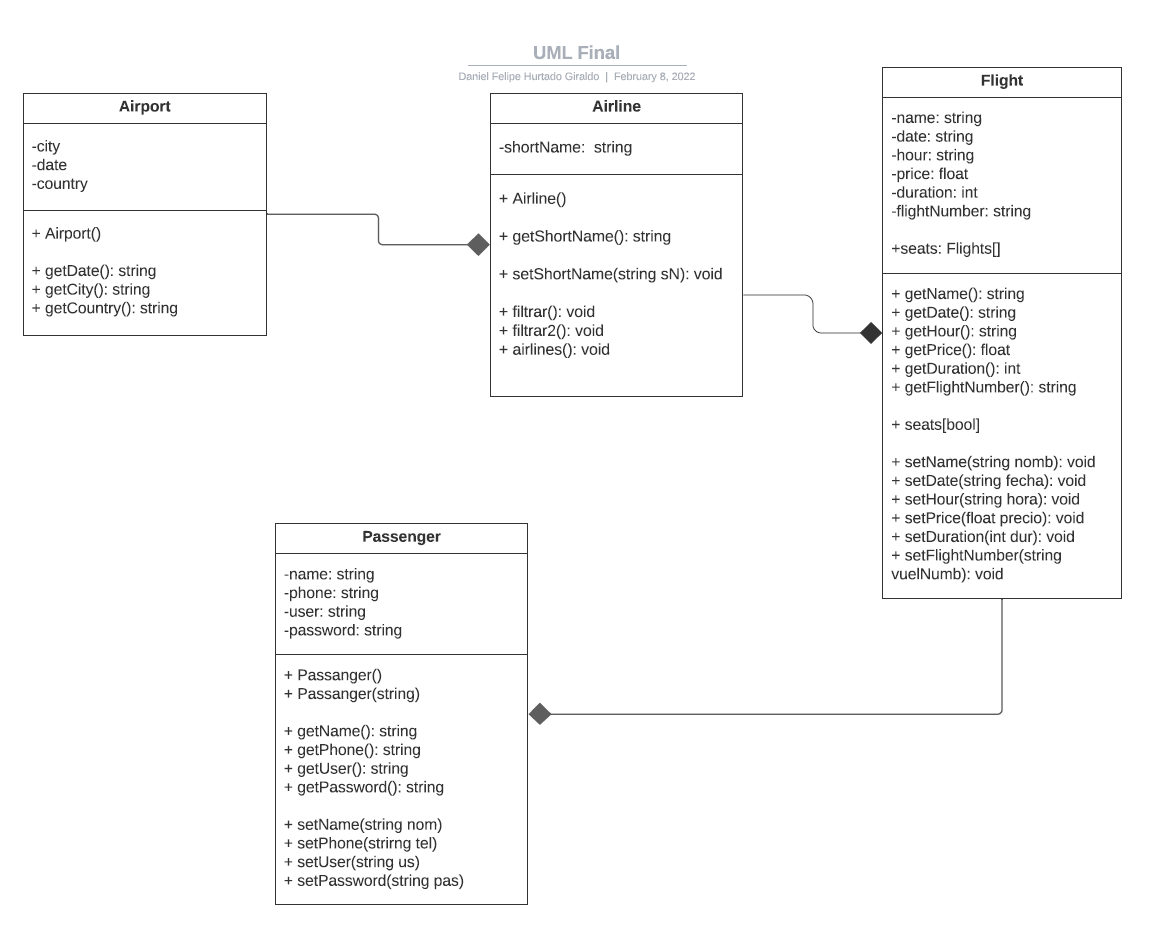 UML Final
Daniel Felipe Hurtado Giraldo | February 8, 2022
Airport
-city
-date
-country
+ Airport()
+ getDate(): string
+ getCity(): string
+ getCountry(): string
Airline
-shortName:  string
+ Airline()
+ getShortName(): string
+ setShortName(string sN): void
+ filtrar(): void
+ filtrar2(): void
+ airlines(): void
Flight
-name: string
-date: string
-hour: string
-price: float
-duration: int
-flightNumber: string
+seats: Flights[]
+ getName(): string
+ getDate(): string
+ getHour(): string
+ getPrice(): float
+ getDuration(): int
+ getFlightNumber(): string
+ seats[bool]
+ setName(string nomb): void
+ setDate(string fecha): void
+ setHour(string hora): void
+ setPrice(float precio): void
+ setDuration(int dur): void
+ setFlightNumber(string
vuelNumb): void
Passenger
-name: string
-phone: string
-user: string
-password: string
+ Passanger()
+ Passanger(string)
+ getName(): string
+ getPhone(): string
+ getUser(): string
+ getPassword(): string
+ setName(string nom)
+ setPhone(strirng tel)
+ setUser(string us)
+ setPassword(string pas)